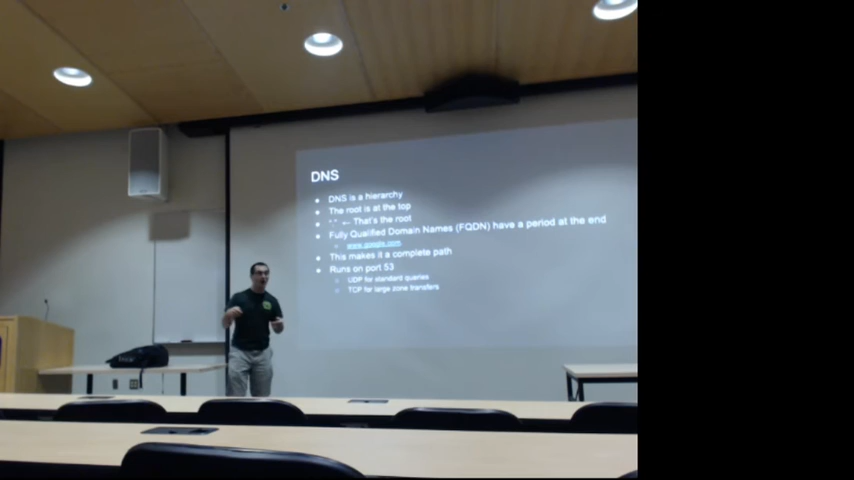 DNS
DNS is a hierarchy
The root is at the top
"." ← That's the root
Fully Qualified Domain Names (FQDN) have a period at the end
www.google.com.
This makes it a complete path
Runs on port 53
UDP for standard queries
TCP for large zone transfers